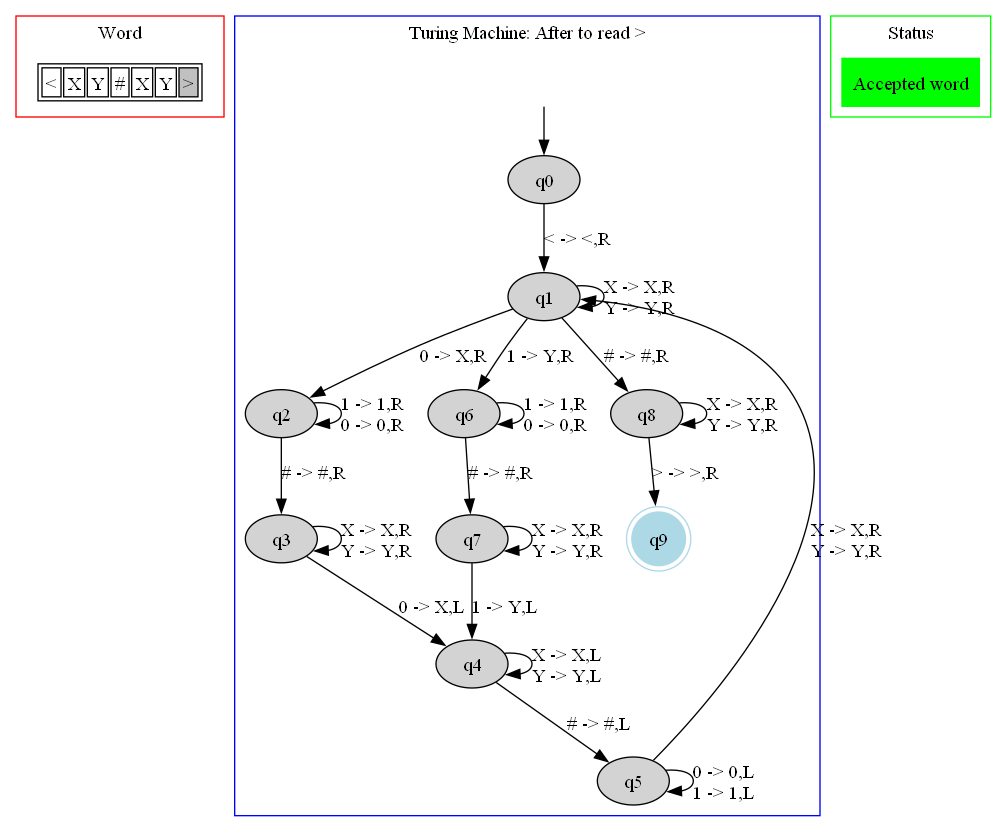 Word
< X Y # X Y >
Turing Machine: After to read >
Status
Accepted word
q0
< -> <,R
q1
X -> X,R
Y -> Y,R
0 -> X,R
1 -> Y,R
# -> #,R
q2
1 -> 1,R
0 -> 0,R
q6
1 -> 1,R
0 -> 0,R
q8
X -> X,R
Y -> Y,R
# -> #,R
# -> #,R
> -> >,R
q3
X -> X,R
Y -> Y,R
q7
X -> X,R
Y -> Y,R
q9
X -> X,R
Y -> Y,R
0 -> X,L
1 -> Y,L
q4
X -> X,L
Y -> Y,L
# -> #,L
q5
0 -> 0,L
1 -> 1,L